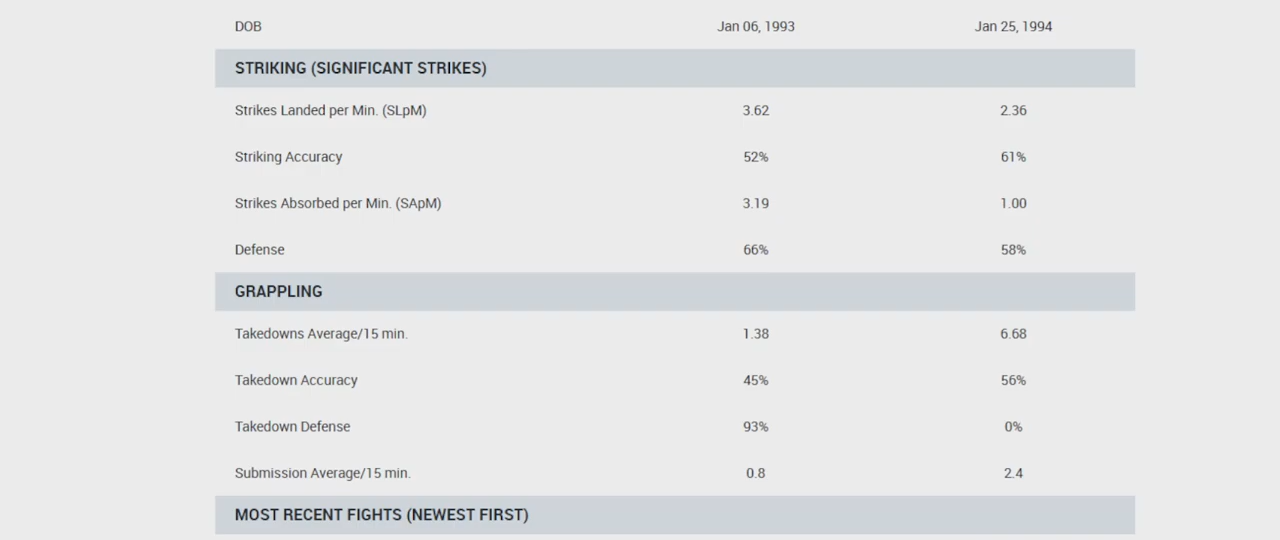 DOB Jan 06, 1993 Jan 25, 1994
STRIKING (SIGNIFICANT STRIKES)
Strikes Landed per Min. (SLpM) 3.62 2.36
Striking Accuracy 52% 61%
Strikes Absorbed per Min. (SApM) 3.19 1.00
Defense 66% 58%
GRAPPLING
Takedowns Average/15 min. 1.38 6.68
Takedown Accuracy 45% 56%
Takedown Defense 93% 0%
Submission Average/15 min. 0.8 2.4
MOST RECENT FIGHTS (NEWEST FIRST)